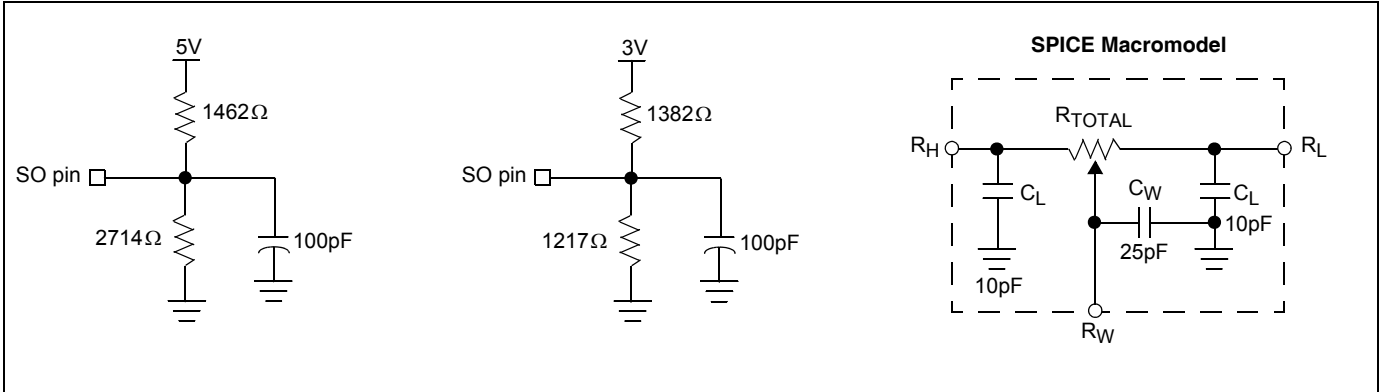 5V
1462Ω
SO pin
2714Ω
100pF
3V
1382Ω
SO pin
1217Ω
100pF
SPICE Macromodel
RTOTAL
RH
RL
CL
CW
CL
10pF
25pF
10pF
RW